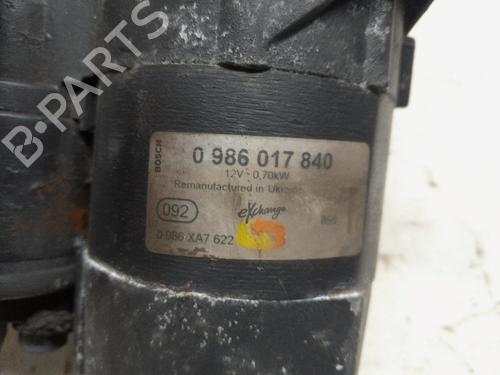 B-PARTS
BOSCH
0 986 017 840
12V - 0,70kW
Remanufactured in
092
eXchange
0 986 XA7 622